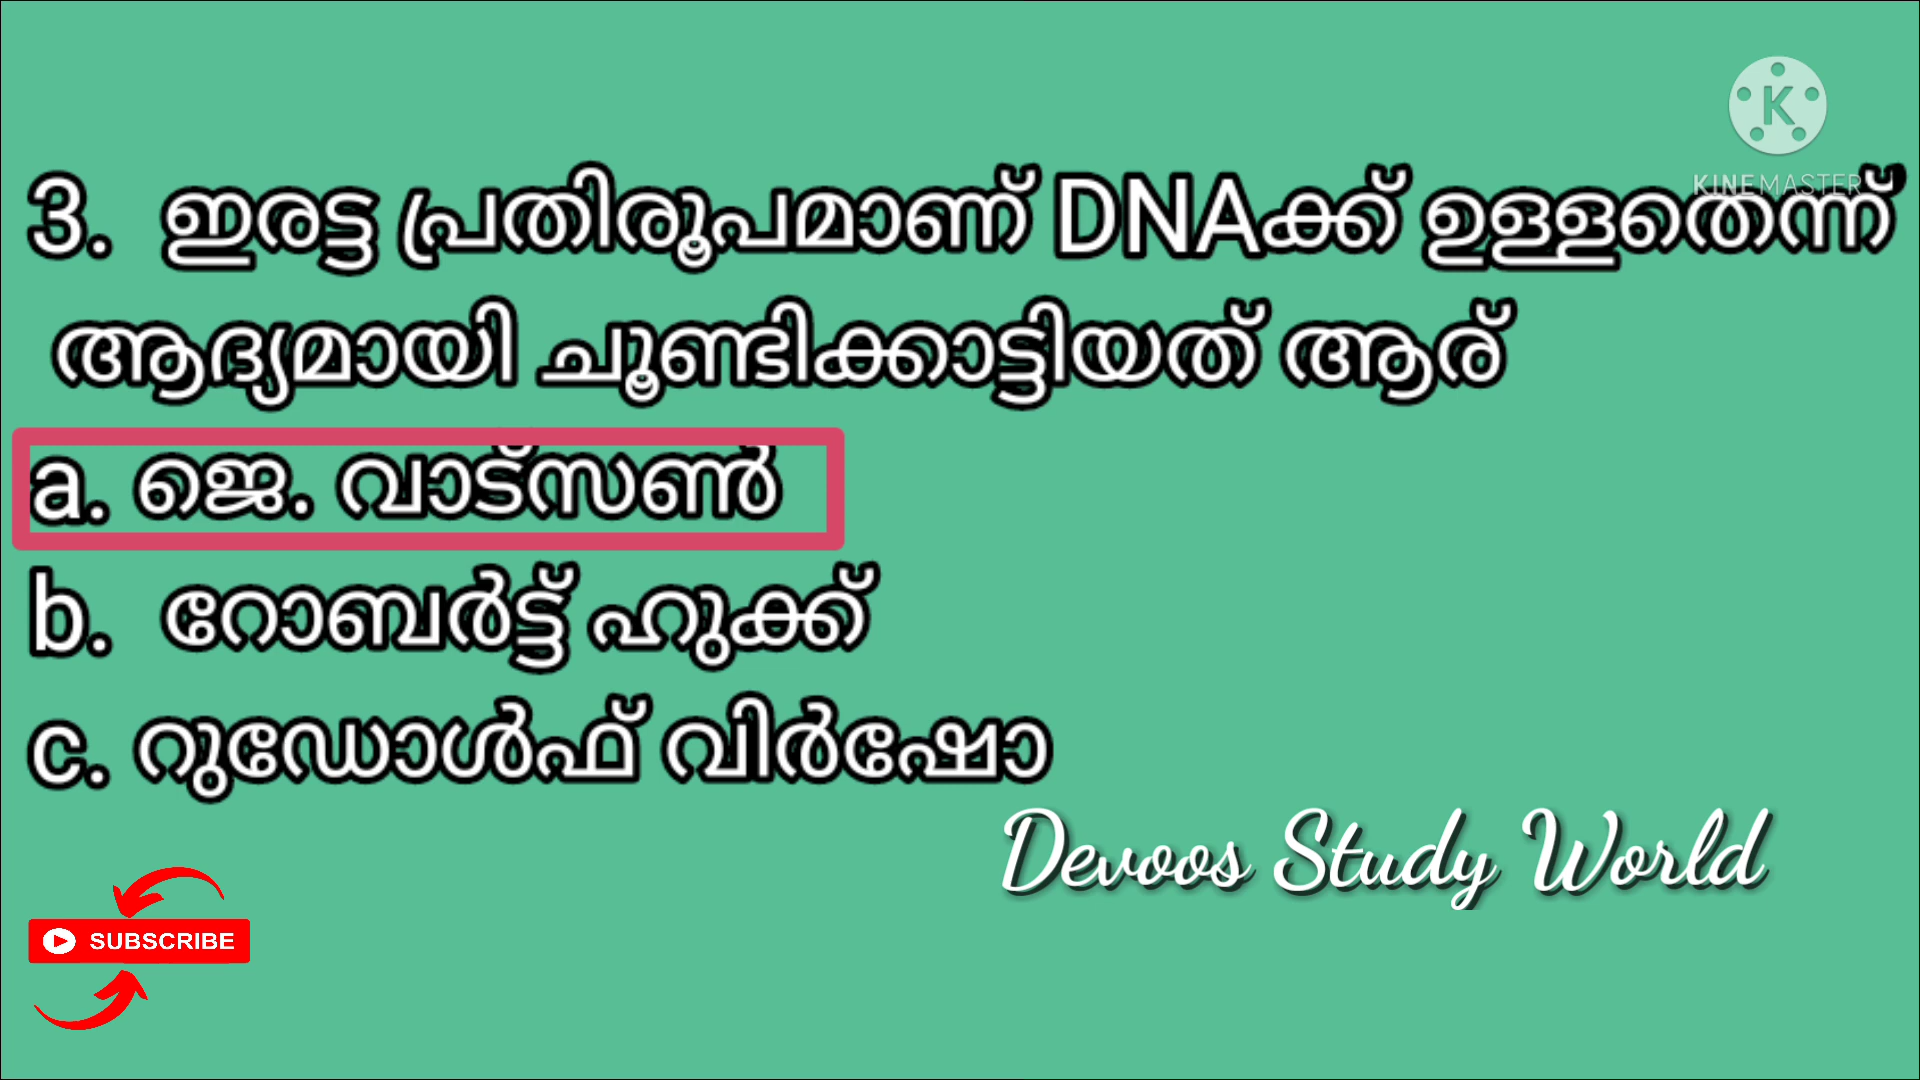 K
KINEMASTER
3. ഇരട്ട പ്രതിരൂപമാണ് DNAക്ക് ഉള്ളതെന്ന്
ആദ്യമായി ചൂണ്ടിക്കാട്ടിയത് ആര്
a. ജെ. വാട്സൺ
b. റോബർട്ട് ഹുക്ക്
c. റുഡോൾഫ് വിർഷോ
Devoos Study World
SUBSCRIBE